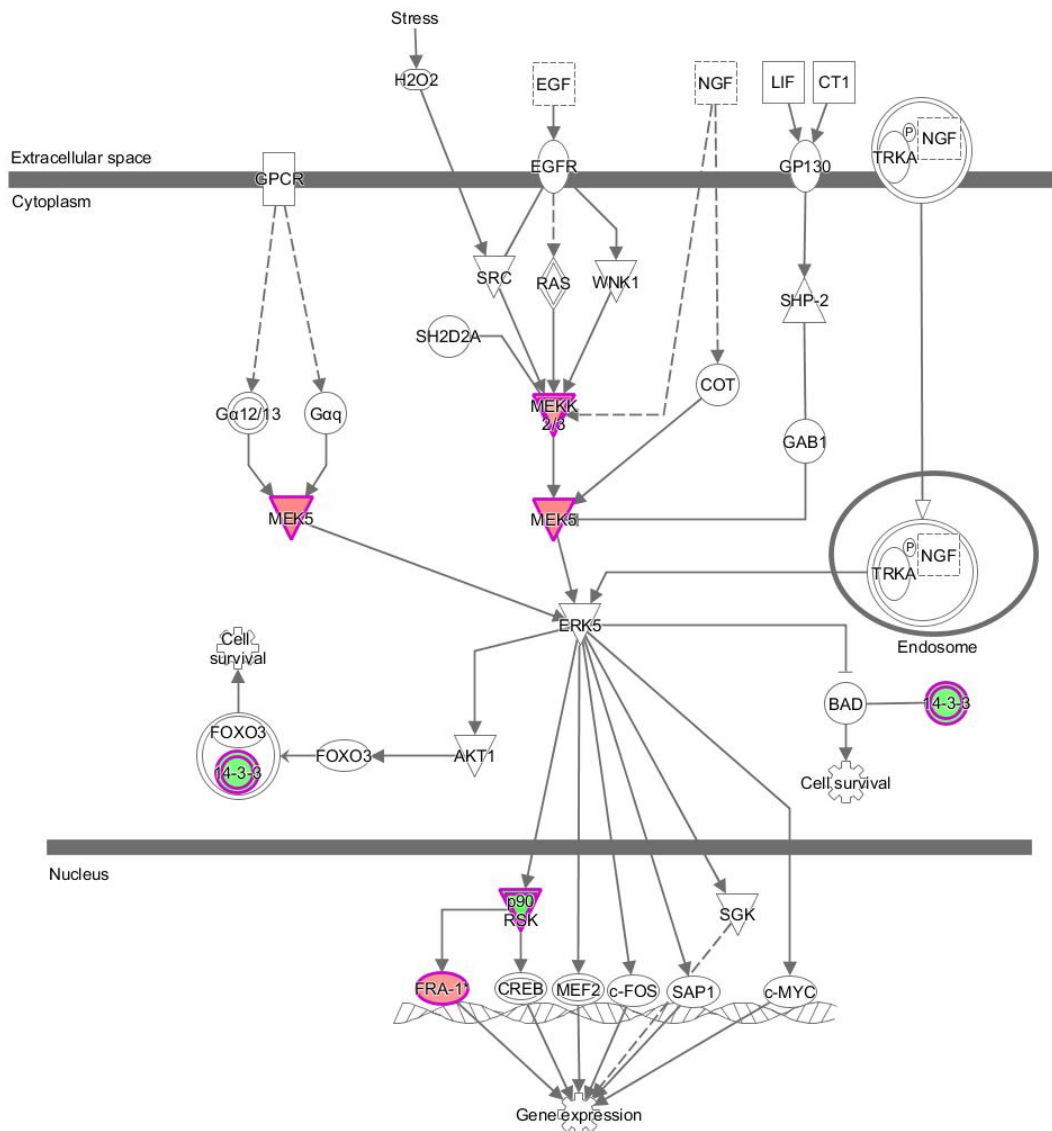 Stress
H2O2
EGF
NGF
LIF
CT1
P
NGF
TRKA
Extracellular space
EGFR
GP130
GPCR
Cytoplasm
SRC
RAS
WNK1
SHP-2
SH2D2A
COT
MEKK
2/3
Gα12/13
Gαq
GAB1
MEK5
MEK5
P
NGF
TRKA
ERK5
Endosome
Cell
survival
BAD
14-3-3
FOXO3
14-3-3
FOXO3
AKT1
Cell survival
Nucleus
p90
RSK
SGK
FRA-1*
CREB
MEF2
c-FOS
SAP1
c-MYC
Gene expression